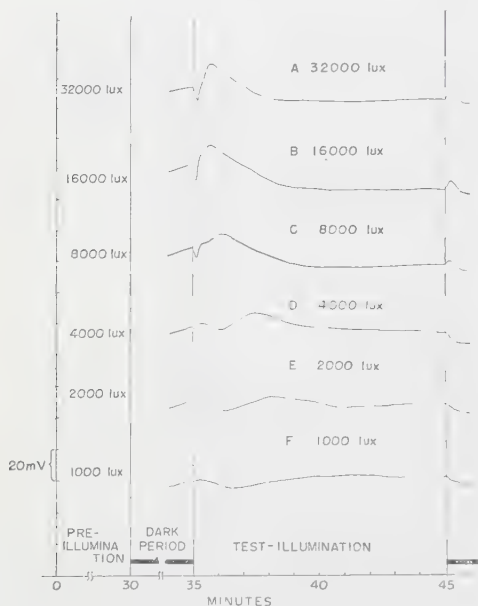 A 32000 lux
32000 lux
B 16000 lux
16000 lux
C 8000 lux
8000 lux
D 4000 lux
4000 lux
E 2000 lux
2000 lux
F 1000 lux
20mV
1000 lux
PRE-
ILLUMINA
TION
DARK
PERIOD
TEST-ILLUMINATION
0 30 35 40 45
MINUTES